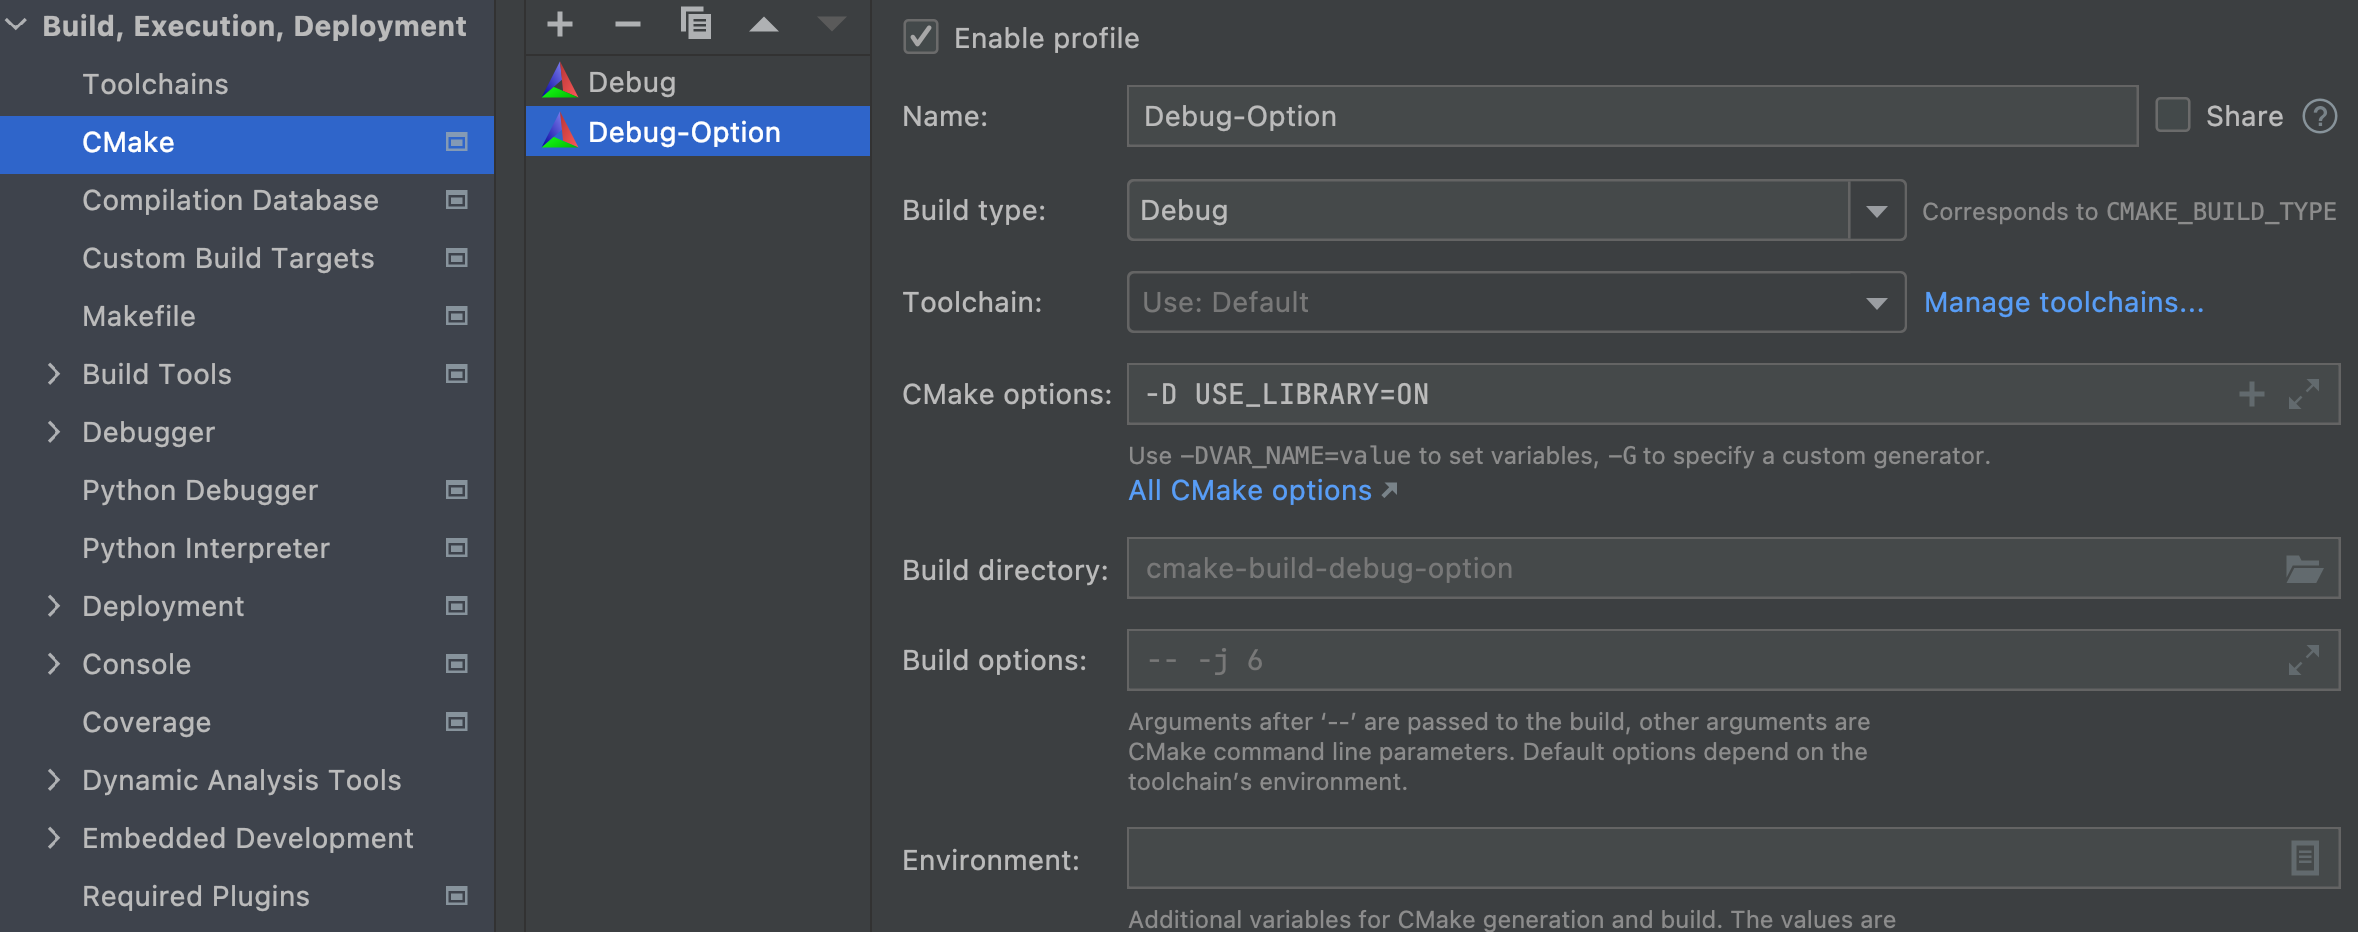 Build, Execution, Deployment
Toolchains
CMake
Compilation Database
Custom Build Targets
Makefile
Build Tools
Debugger
Python Debugger
Python Interpreter
Deployment
Console
Coverage
Dynamic Analysis Tools
Embedded Development
Required Plugins
Debug
Debug-Option
Enable profile
Name: Debug-Option Share ?
Build type: Debug Corresponds to CMAKE_BUILD_TYPE
Toolchain: Use: Default Manage toolchains...
CMake options: -D USE_LIBRARY=ON
Use –DVAR_NAME=value to set variables, –G to specify a custom generator.
All CMake options ↗
Build directory: cmake-build-debug-option
Build options: -- -j 6
Arguments after ‘--’ are passed to the build, other arguments are
CMake command line parameters. Default options depend on the
toolchain’s environment.
Environment:
Additional variables for CMake generation and build. The values are